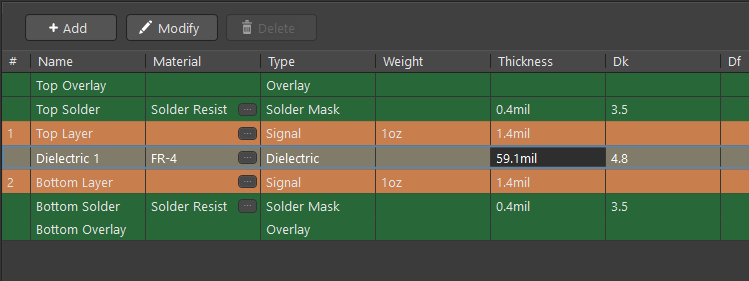 + Add Modify Delete
# Name Material Type Weight Thickness Dk Df
Top Overlay Overlay
Top Solder Solder Resist ... Solder Mask 0.4mil 3.5
1 Top Layer ... Signal 1oz 1.4mil
Dielectric 1 FR-4 ... Dielectric 59.1mil 4.8
2 Bottom Layer ... Signal 1oz 1.4mil
Bottom Solder Solder Resist ... Solder Mask 0.4mil 3.5
Bottom Overlay Overlay